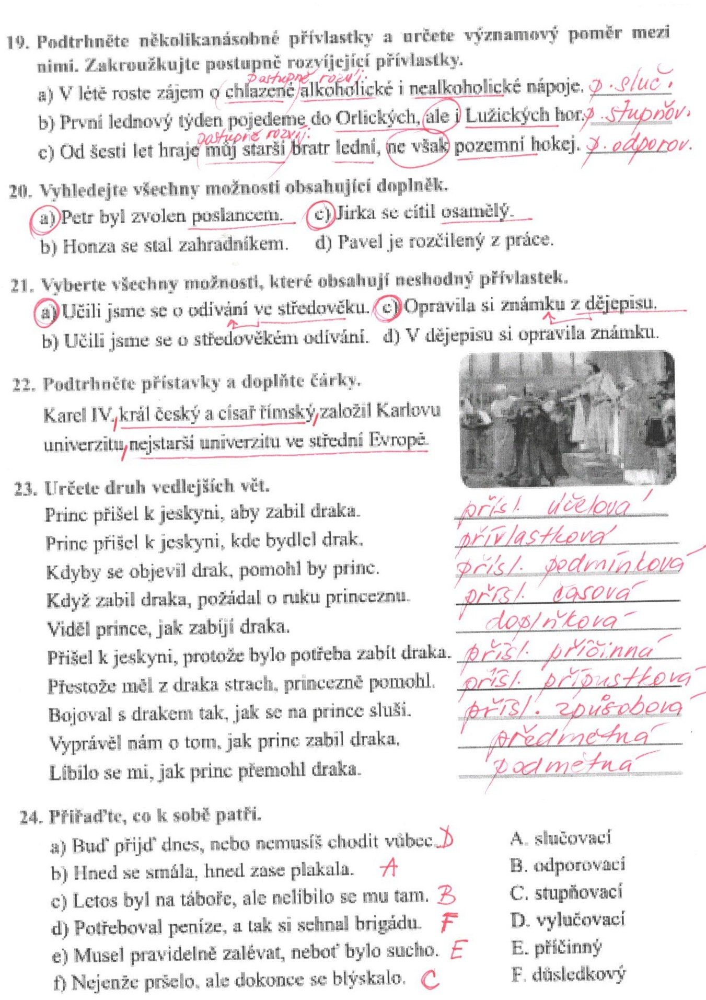 19. Podtrhněte několikanásobné přívlastky a určete významový poměr mezi
nimi. Zakroužkujte postupně rozvíjející přívlastky.
postupně rozvíj.
a) V létě roste zájem o chlazené alkoholické i nealkoholické nápoje. p. sluč.
b) První lednový týden pojedeme do Orlických, ale i Lužických hor. p. stupňov.
postupně rozvíj.
c) Od šesti let hraje můj starší bratr lední, ne však pozemní hokej. p. odporov.
20. Vyhledejte všechny možnosti obsahující doplněk.
a) Petr byl zvolen poslancem. c) Jirka se cítil osamělý.
b) Honza se stal zahradníkem. d) Pavel je rozčilený z práce.
21. Vyberte všechny možnosti, které obsahují neshodný přívlastek.
a) Učili jsme se o odívání ve středověku. c) Opravila si známku z dějepisu.
b) Učili jsme se o středověkém odívání. d) V dějepisu si opravila známku.
22. Podtrhněte přístavky a doplňte čárky.
Karel IV., král český a císař římský, založil Karlovu
univerzitu, nejstarší univerzitu ve střední Evropě.
23. Určete druh vedlejších vět.
Princ přišel k jeskyni, aby zabil draka. přísl. účelová
Princ přišel k jeskyni, kde bydlel drak. přívlastková
Kdyby se objevil drak, pomohl by princ. přísl. podmínková
Když zabil draka, požádal o ruku princeznu. přísl. časová
Viděl prince, jak zabíjí draka. doplňková
Přišel k jeskyni, protože bylo potřeba zabít draka. přísl. příčinná
Přestože měl z draka strach, princezně pomohl. přísl. přípustková
Bojoval s drakem tak, jak se na prince sluší. přísl. způsobová
Vyprávěl nám o tom, jak princ zabil draka. předmětná
Líbilo se mi, jak princ přemohl draka. podmětná
24. Přiřaďte, co k sobě patří.
a) Buď přijď dnes, nebo nemusíš chodit vůbec. D A. slučovací
b) Hned se smála, hned zase plakala. A B. odporovací
c) Letos byl na táboře, ale nelíbilo se mu tam. B C. stupňovací
d) Potřeboval peníze, a tak si sehnal brigádu. F D. vylučovací
e) Musel pravidelně zalévat, neboť bylo sucho. E E. příčinný
f) Nejenže pršelo, ale dokonce se blýskalo. C F. důsledkový